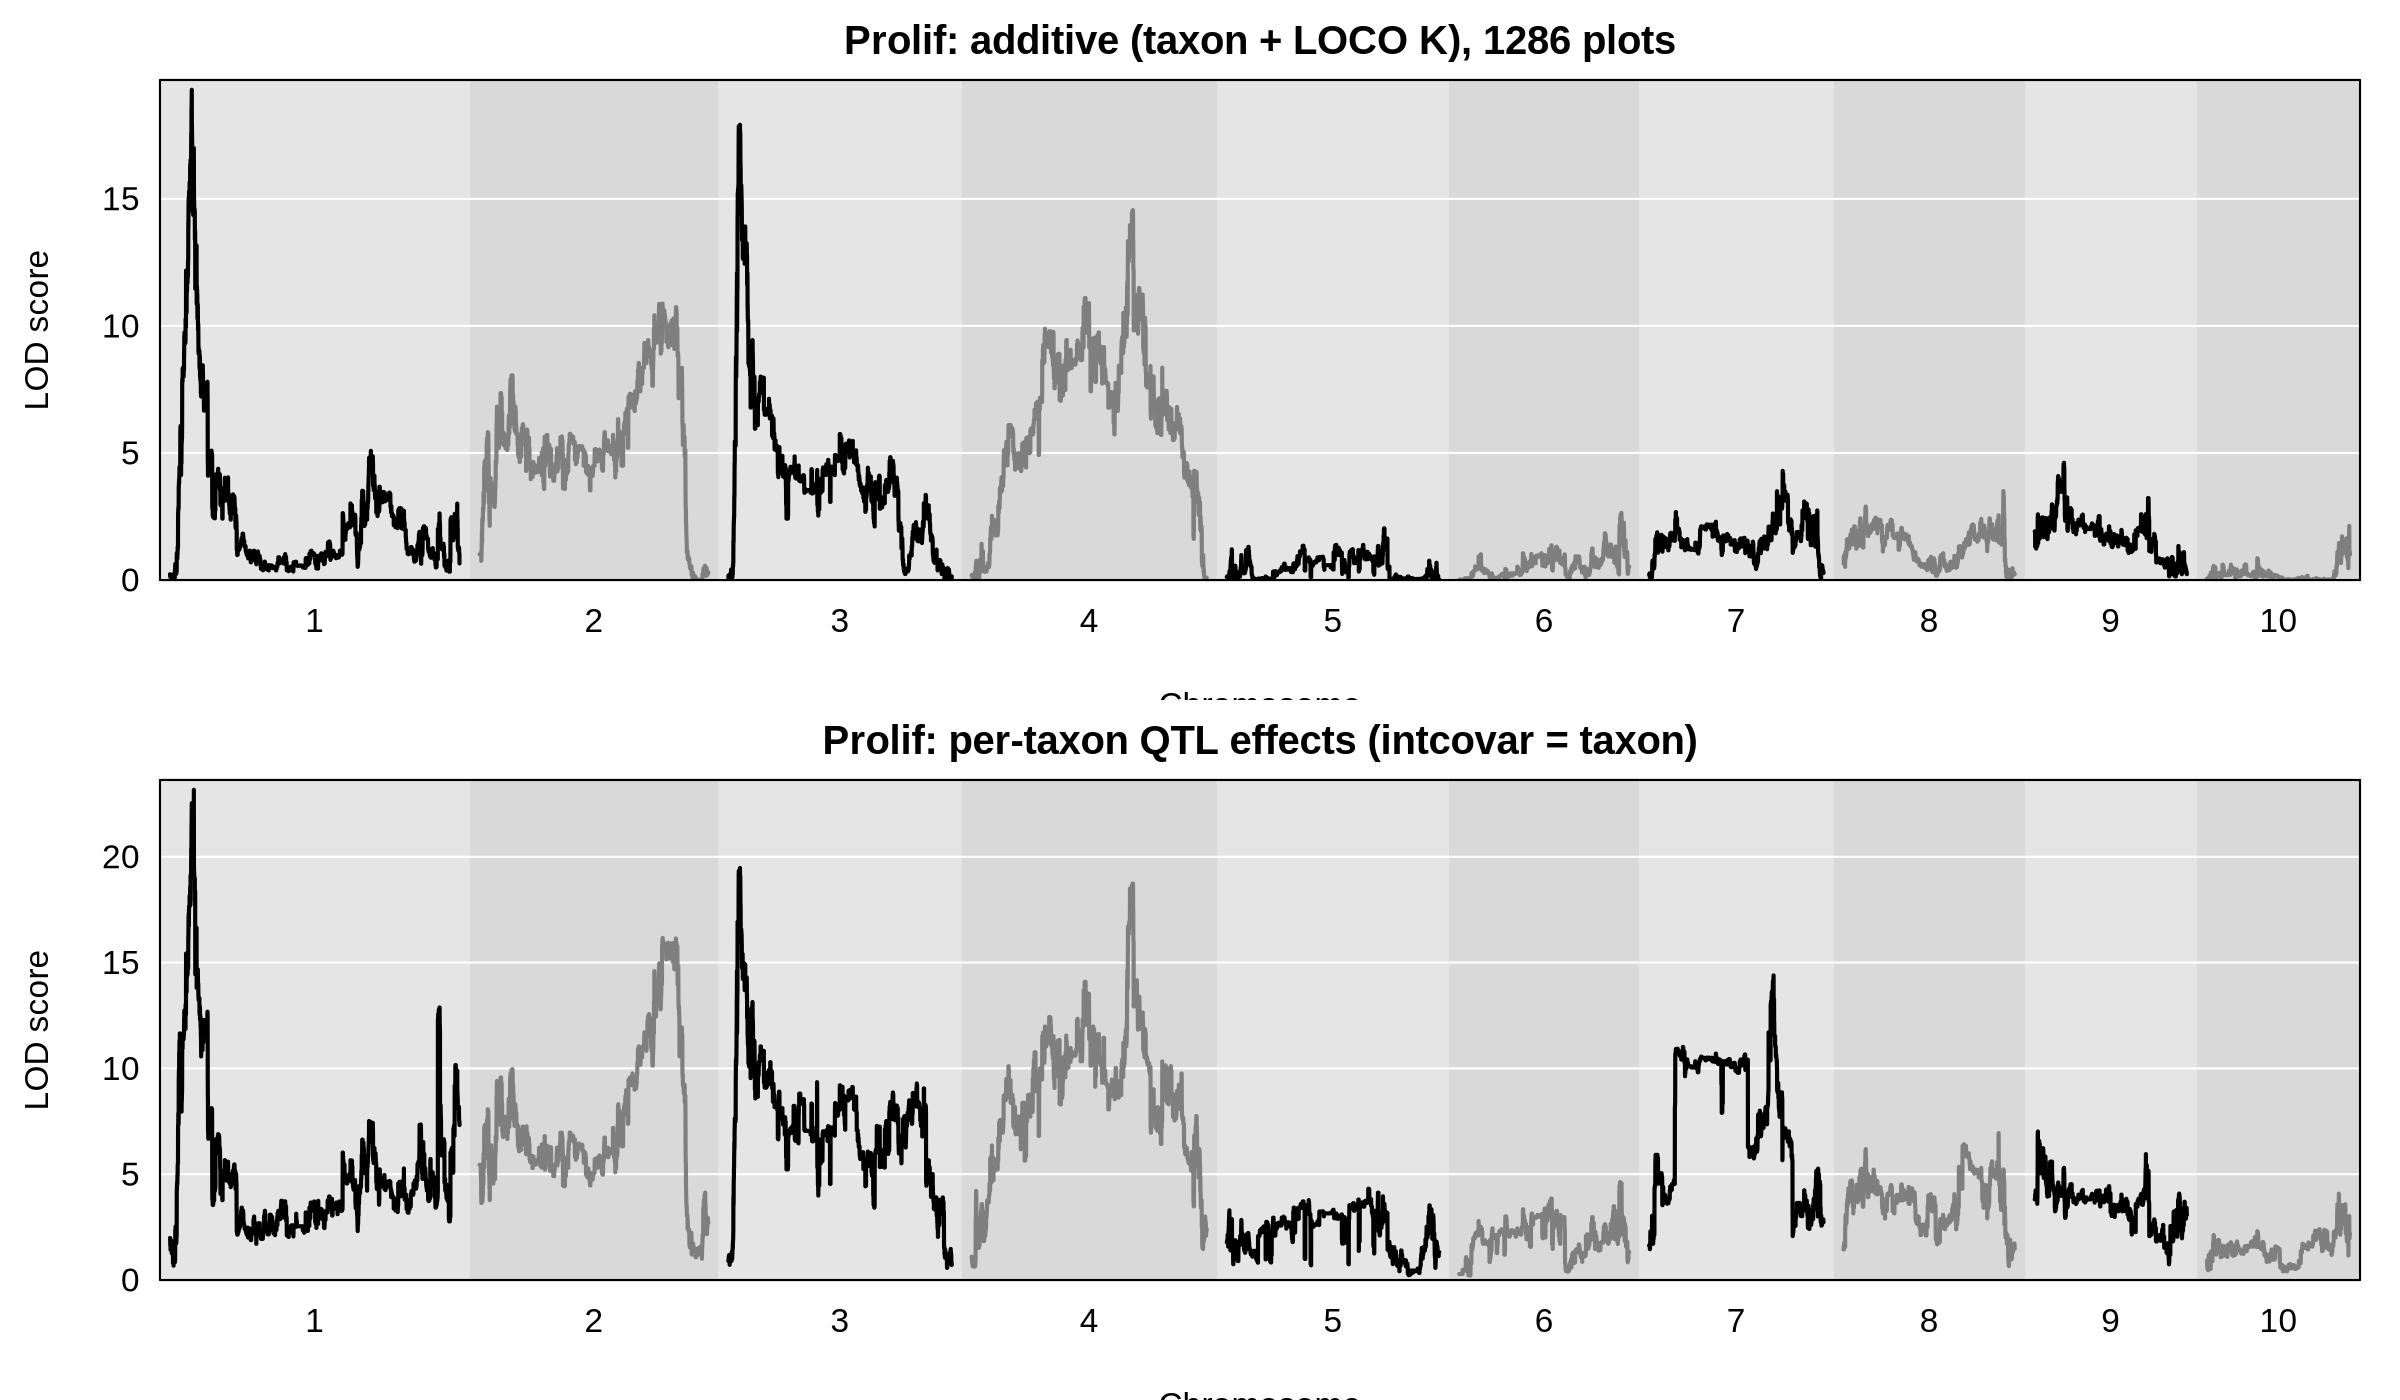 Prolif: additive (taxon + LOCO K), 1286 plots
LOD score
15
10
5
0
1 2 3 4 5 6 7 8 9 10
Chromosome
Prolif: per-taxon QTL effects (intcovar = taxon)
LOD score
20
15
10
5
0
1 2 3 4 5 6 7 8 9 10
Chromosome